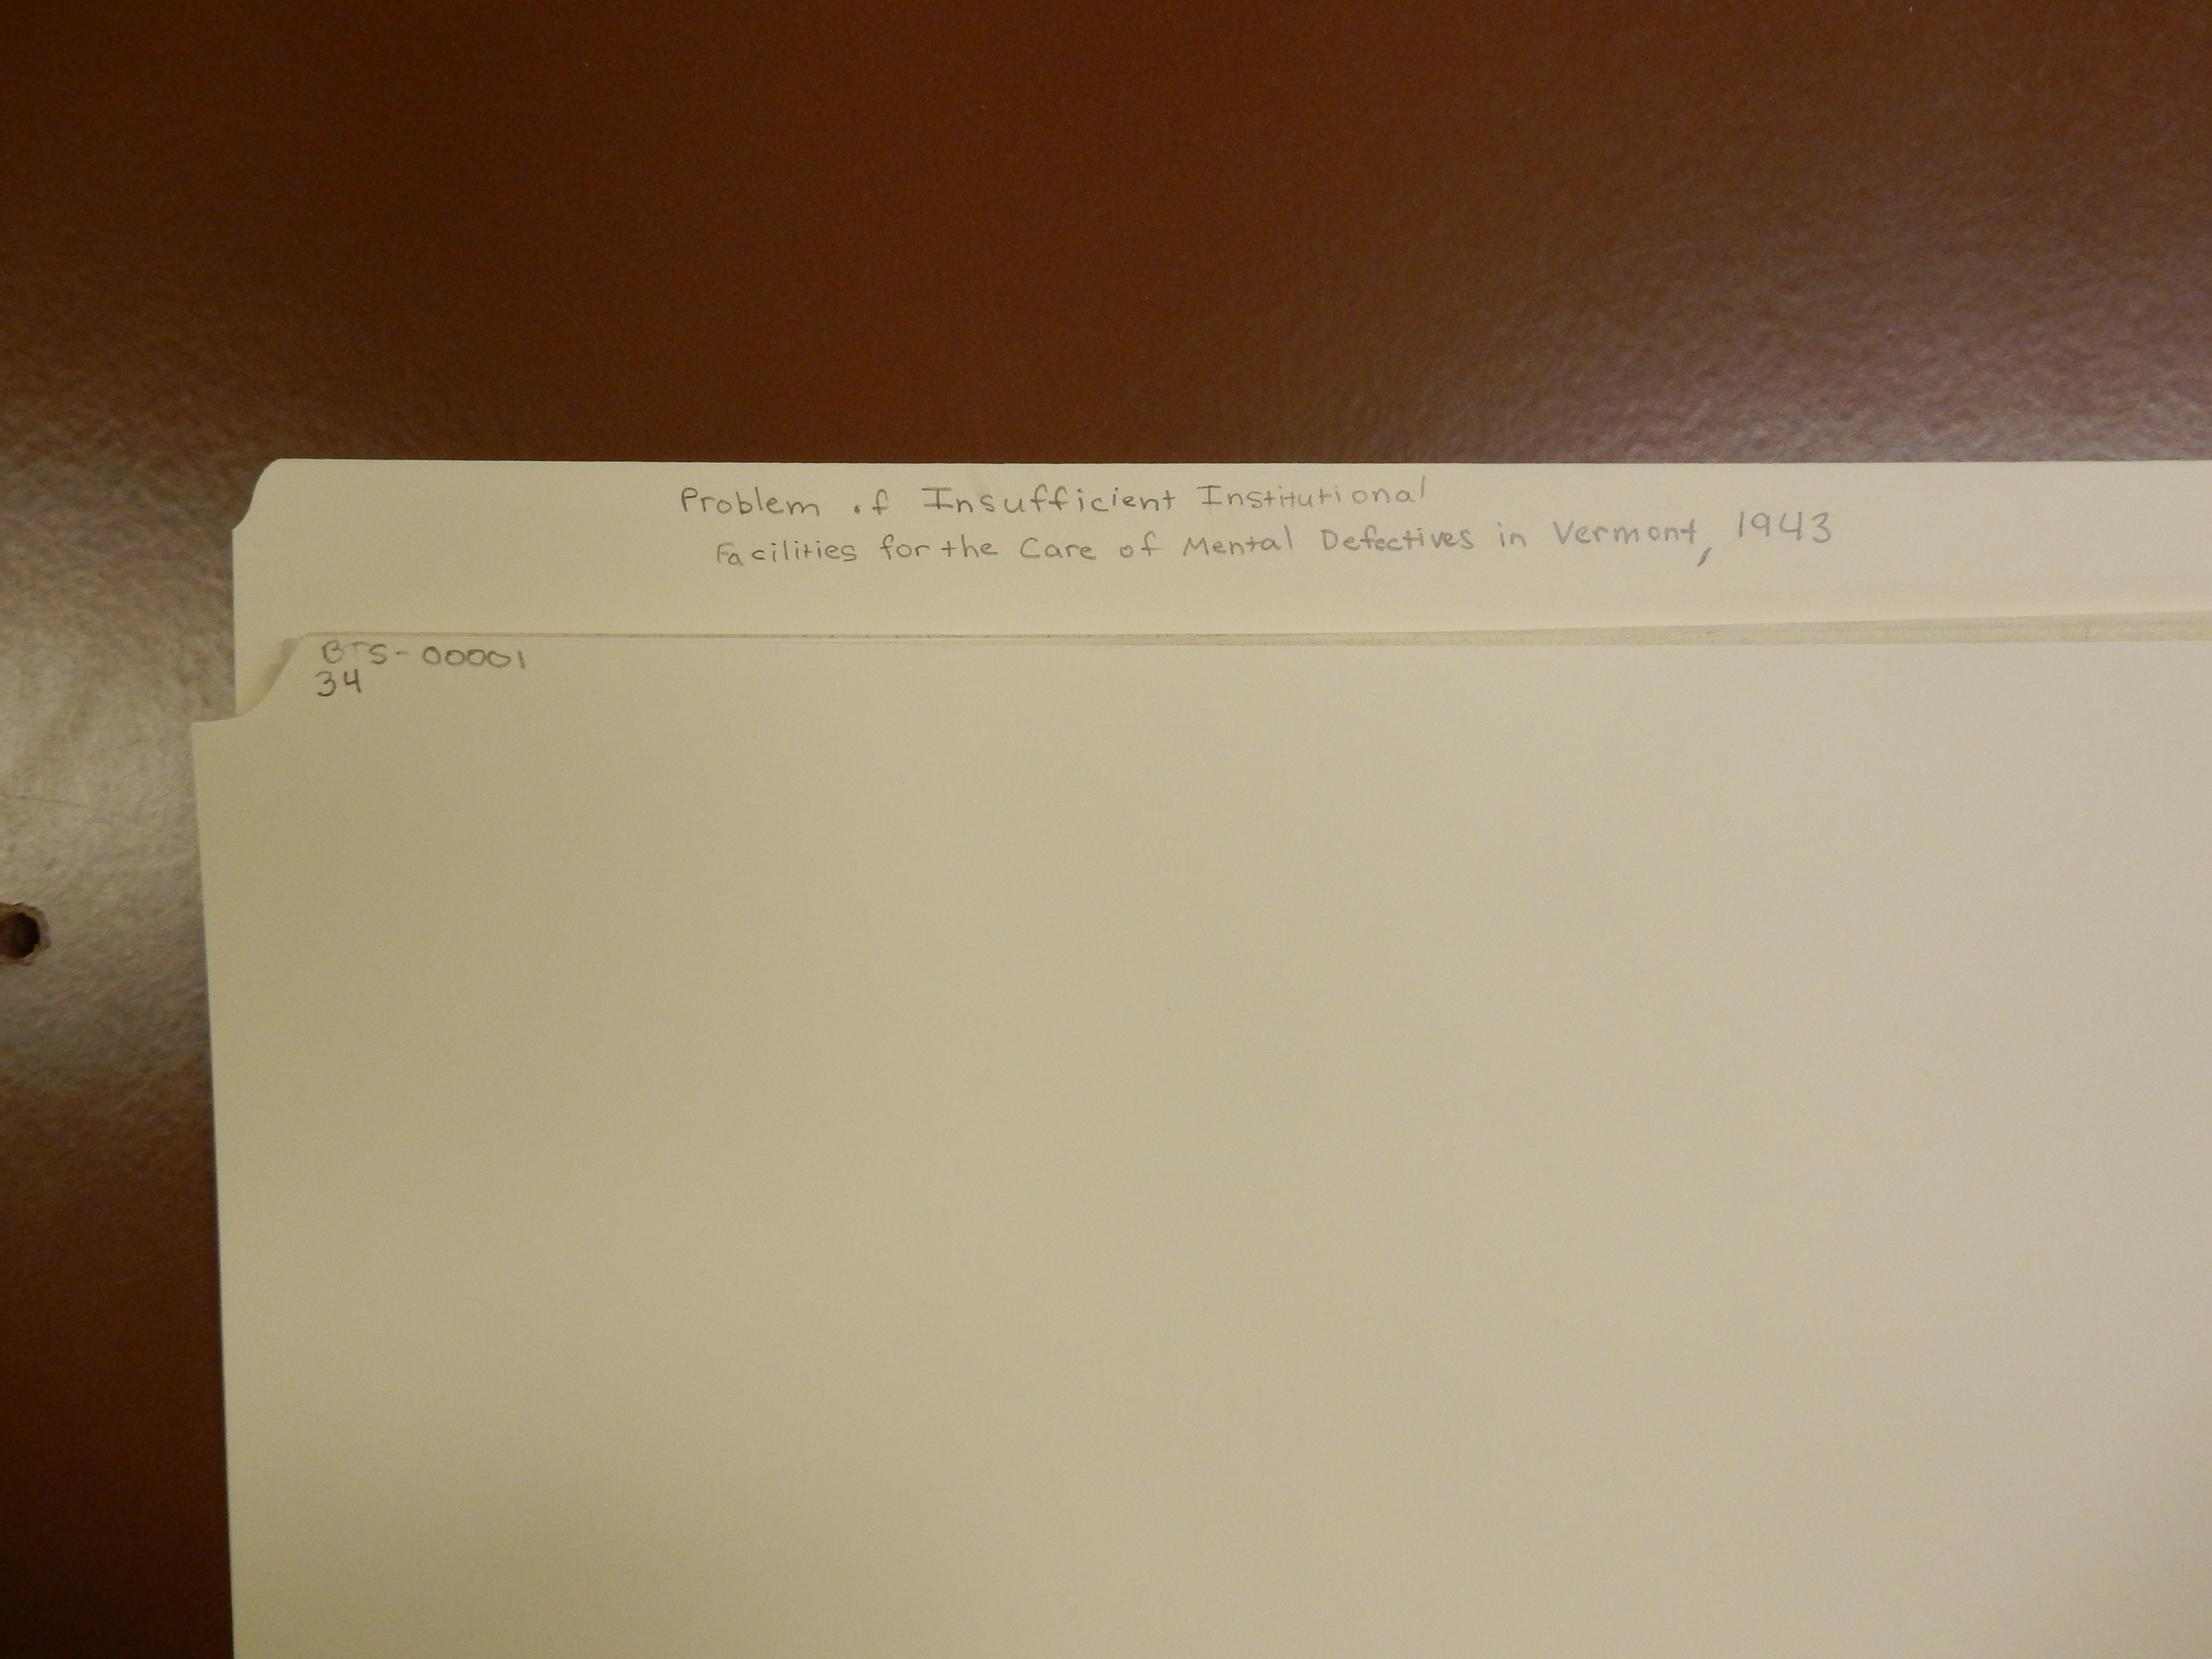 Problem of Insufficient Institutional
Facilities for the Care of Mental Defectives in Vermont, 1943
BTS-00001
34